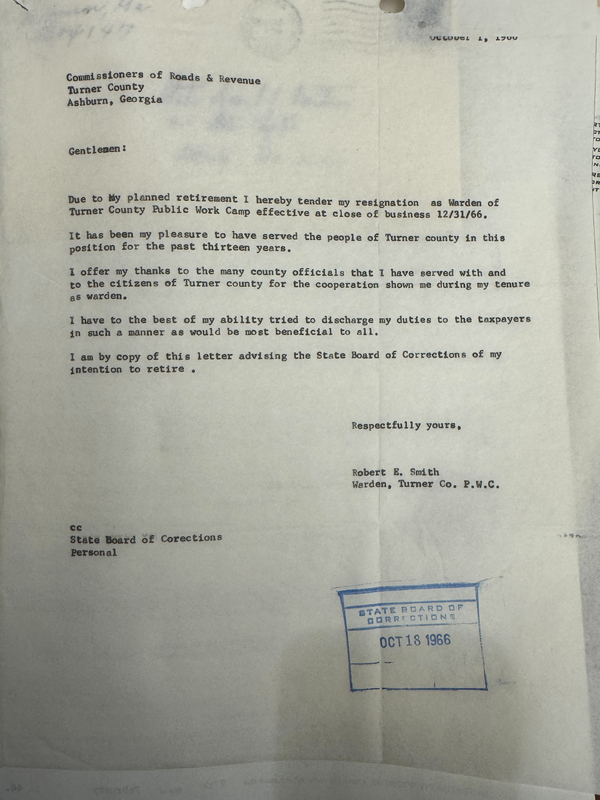 October 1, 1966
Commissioners of Roads & Revenue
Turner County
Ashburn, Georgia
Gentlemen:
Due to My planned retirement I hereby tender my resignation as Warden of
Turner County Public Work Camp effective at close of business 12/31/66.
It has been my pleasure to have served the people of Turner county in this
position for the past thirteen years.
I offer my thanks to the many county officials that I have served with and
to the citizens of Turner county for the cooperation shown me during my tenure
as warden.
I have to the best of my ability tried to discharge my duties to the taxpayers
in such a manner as would be most beneficial to all.
I am by copy of this letter advising the State Board of Corrections of my
intention to retire .
Respectfully yours,
Robert E. Smith
Warden, Turner Co. P.W.C.
cc
State Board of Corections
Personal
STATE BOARD OF
CORRECTIONS
OCT 18 1966